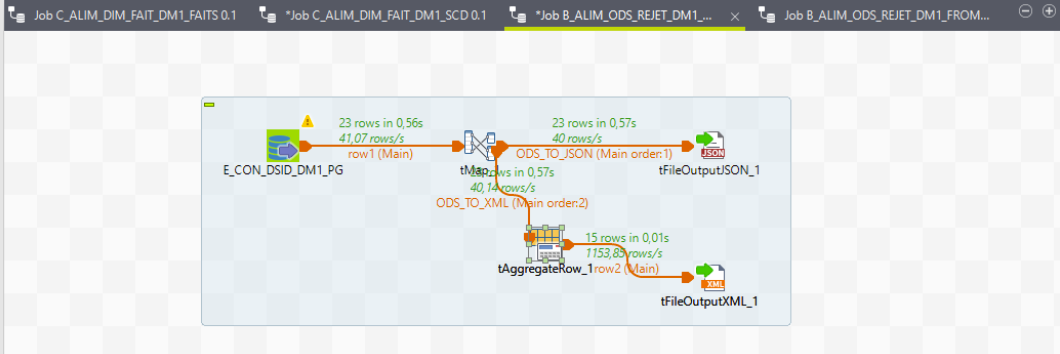 Job C_ALIM_DIM_FAIT_DM1_FAITS 0.1
*Job C_ALIM_DIM_FAIT_DM1_SCD 0.1
*Job B_ALIM_ODS_REJET_DM1_...
Job B_ALIM_ODS_REJET_DM1_FROM...
23 rows in 0,56s
41,07 rows/s
row1 (Main)
E_CON_DSID_DM1_PG
23 rows in 0,57s
40 rows/s
ODS_TO_JSON (Main order:1)
tFileOutputJSON_1
JSON
tMap_
rows in 0,57s
40,14 rows/s
ODS_TO_XML (Main order:2)
15 rows in 0,01s
1153,85 rows/s
tAggregateRow_1
row2 (Main)
XML
tFileOutputXML_1